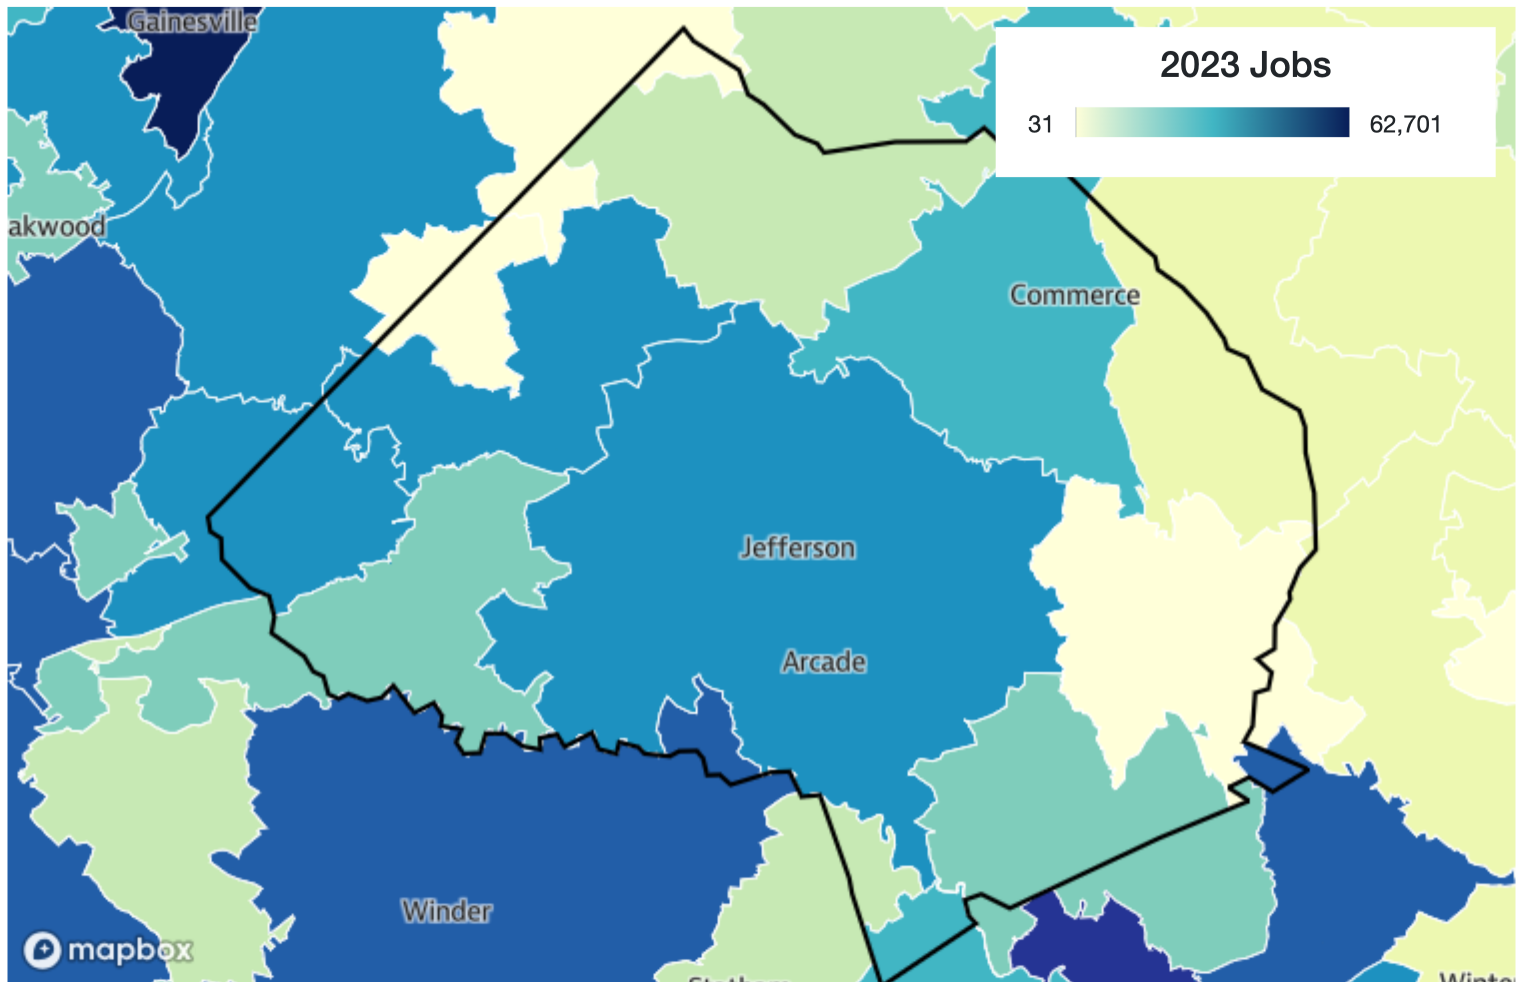 Gainesville
2023 Jobs
31
62,701
akwood
Commerce
Jefferson
Arcade
Winder
mapbox